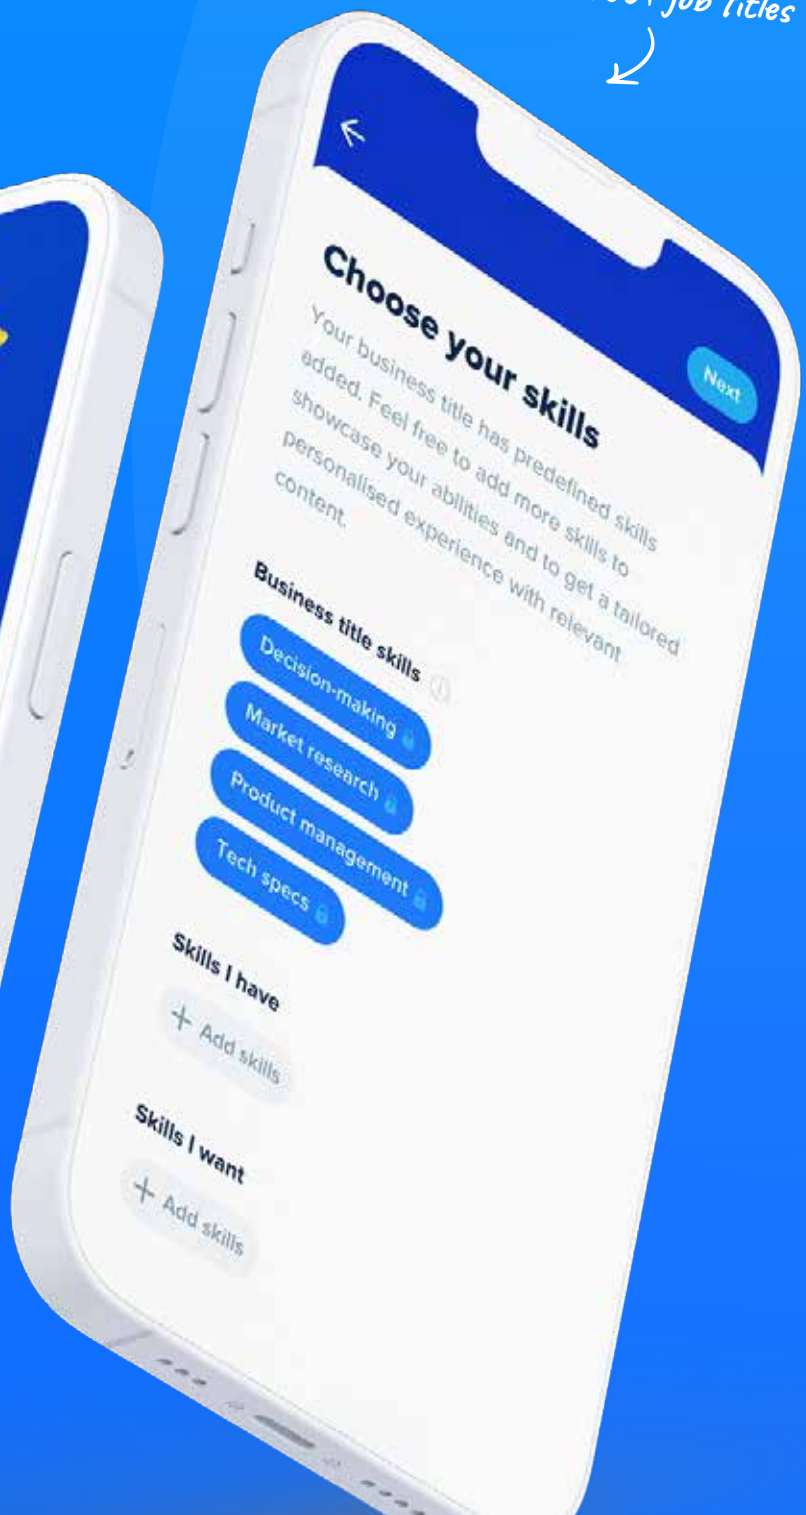 job titles
Next
Choose your skills
Your business title has predefined skills
added. Feel free to add more skills to
showcase your abilities and to get a tailored
personalised experience with relevant
content.
Business title skills
Decision-making
Market research
Product management
Tech specs
Skills I have
+ Add skills
Skills I want
+ Add skills